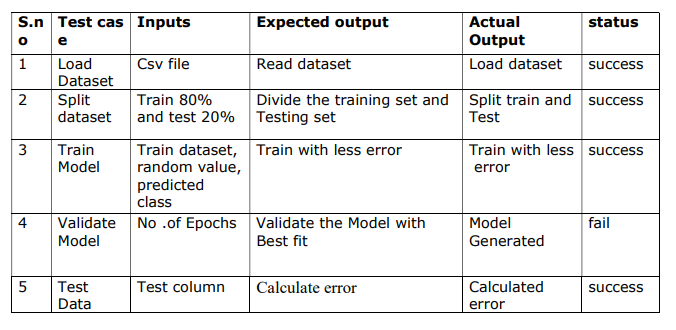 S.n Test cas Inputs Expected output Actual status
o e Output
1 Load Csv file Read dataset Load dataset success
Dataset
2 Split Train 80% Divide the training set and Split train and success
dataset and test 20% Testing set Test
3 Train Train dataset, Train with less error Train with less success
Model random value, error
predicted
class
4 Validate No .of Epochs Validate the Model with Model fail
Model Best fit Generated
5 Test Test column Calculate error Calculated success
Data error